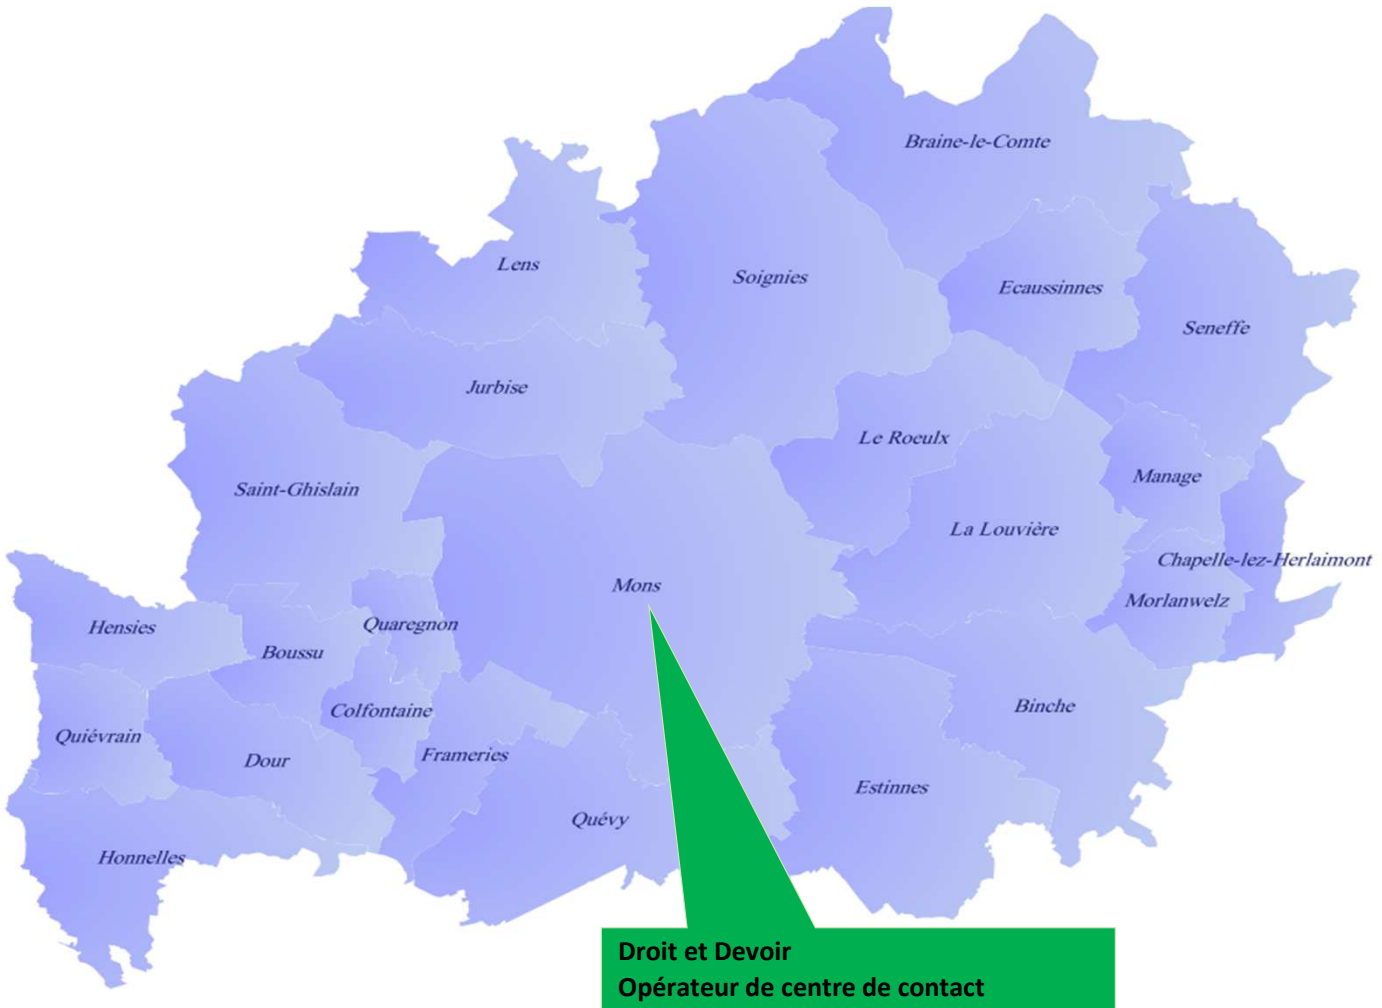 Braine-le-Comte
Lens
Soignies
Ecaussinnes
Seneffe
Jurbise
Le Roeulx
Manage
Saint-Ghislain
La Louvière
Chapelle-lez-Herlaimont
Mons
Morlanwelz
Hensies
Quaregnon
Boussu
Colfontaine
Binche
Quiévrain
Dour
Frameries
Estinnes
Quévy
Honnelles
Droit et Devoir
Opérateur de centre de contact